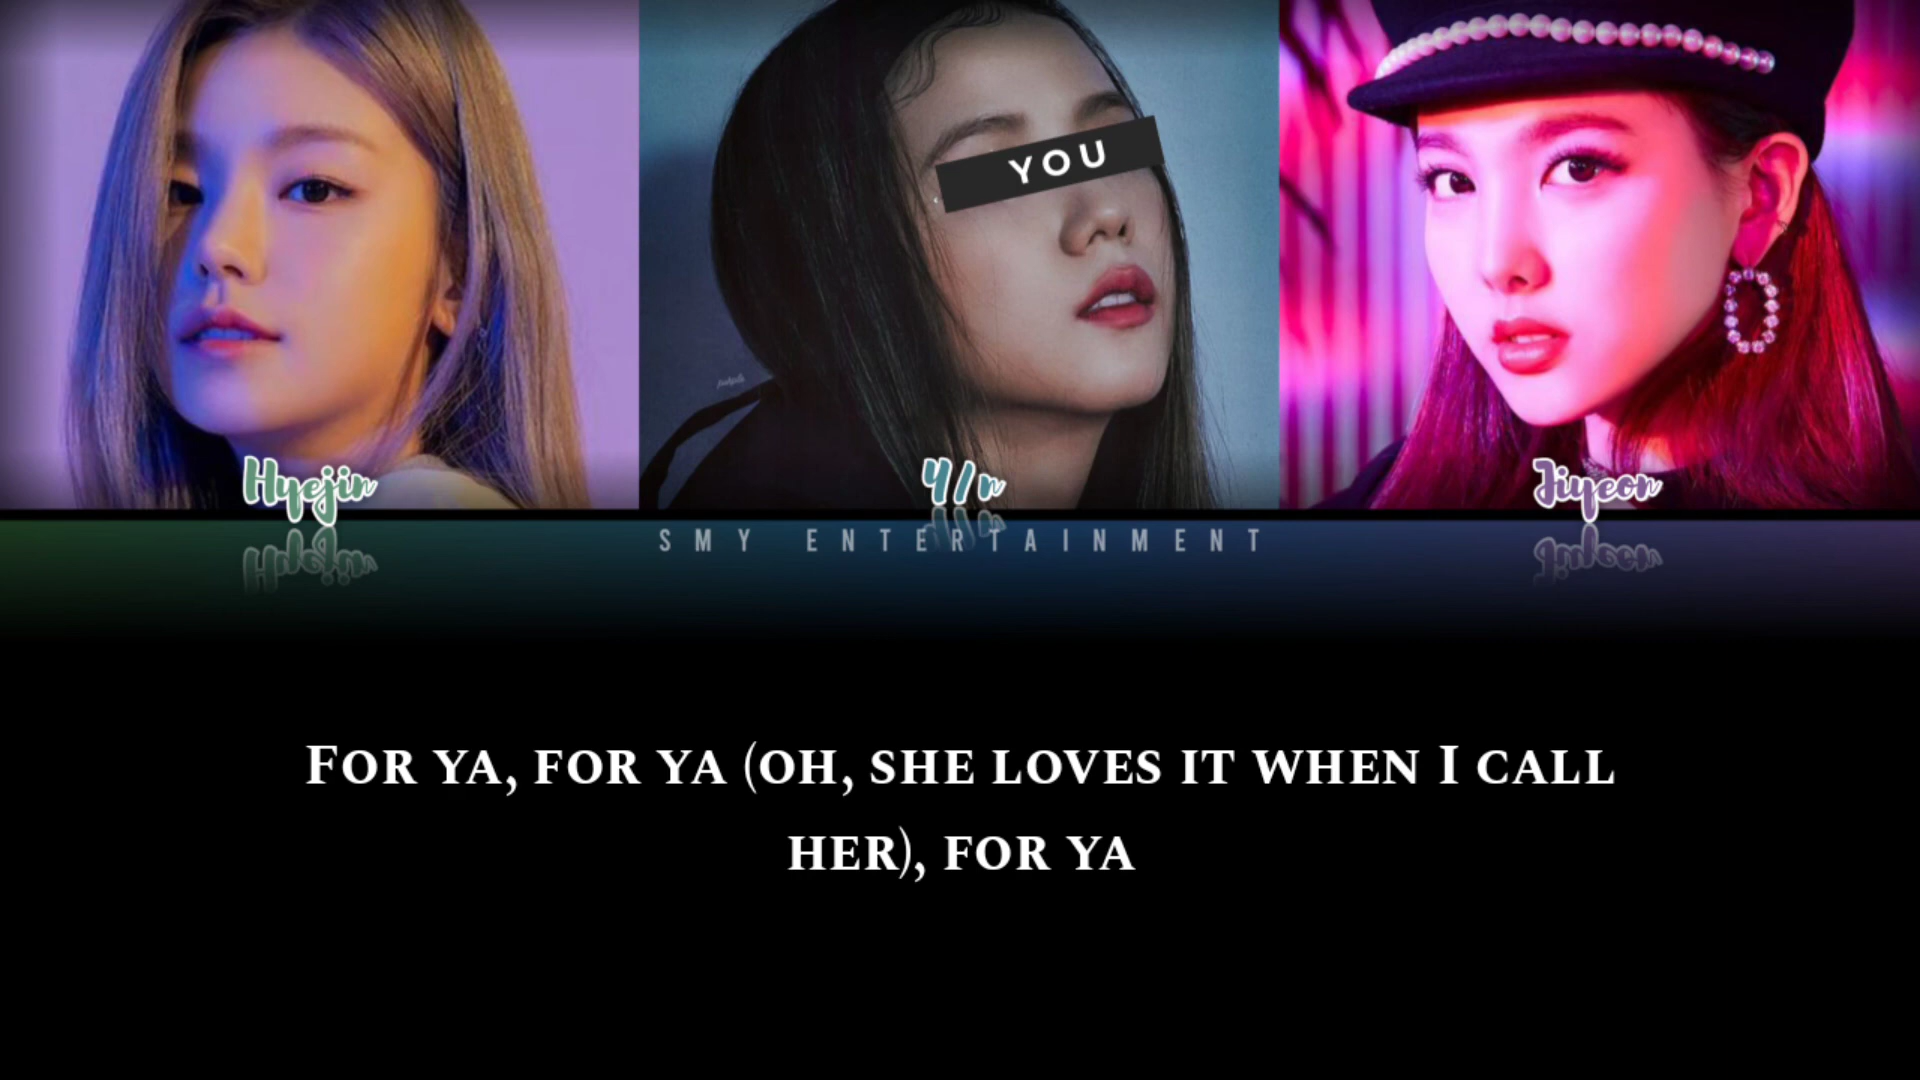 YOU
Hyejin
Y/n
Jiyeon
SMY ENTERTAINMENT
For ya, for ya (oh, she loves it when I call
her), for ya